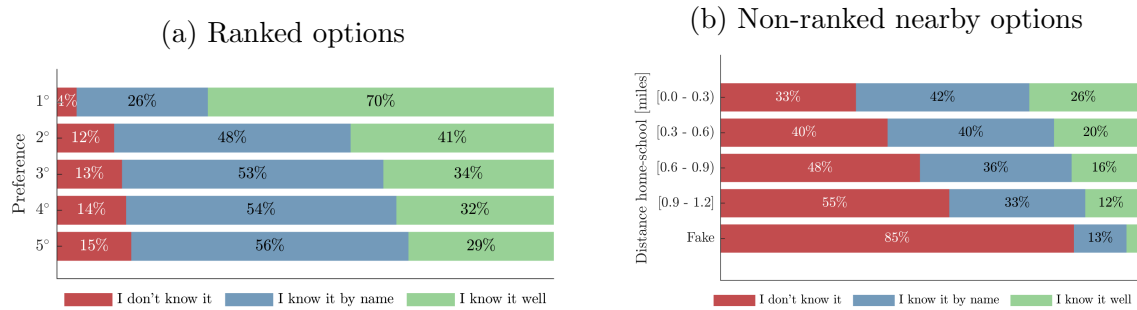 (a) Ranked options
Preference
1° 4% 26% 70%
2° 12% 48% 41%
3° 13% 53% 34%
4° 14% 54% 32%
5° 15% 56% 29%
I don't know it I know it by name I know it well
(b) Non-ranked nearby options
Distance home-school [miles]
[0.0 - 0.3) 33% 42% 26%
[0.3 - 0.6) 40% 40% 20%
[0.6 - 0.9) 48% 36% 16%
[0.9 - 1.2] 55% 33% 12%
Fake 85% 13%
I don't know it I know it by name I know it well